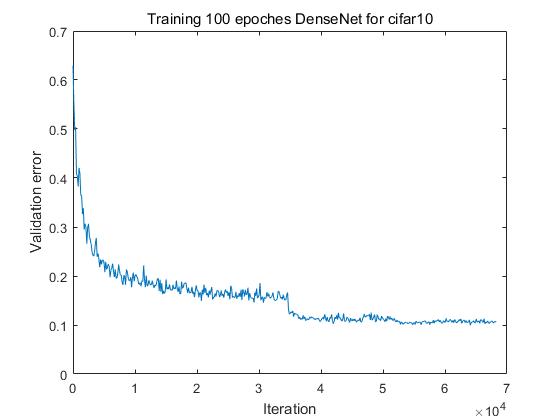 Training 100 epoches DenseNet for cifar10
0.7
0.6
0.5
0.4
0.3
0.2
0.1
0
Validation error
0 1 2 3 4 5 6 7
×10^4
Iteration